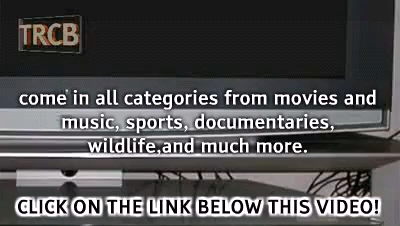 TRCB
come in all categories from movies and
music, sports, documentaries,
wildlife,and much more.
CLICK ON THE LINK BELOW THIS VIDEO!